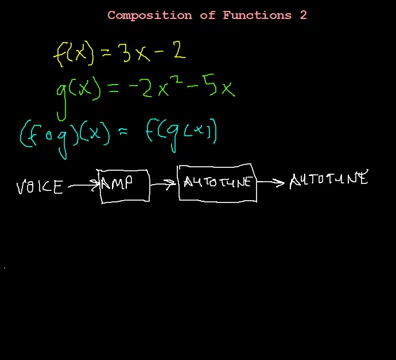 Composition of Functions 2
f(x) = 3x - 2
g(x) = -2x² - 5x
(f∘g)(x) = f(g(x))
VOICE → AMP → AUTOTUNE → AUTOTUNE